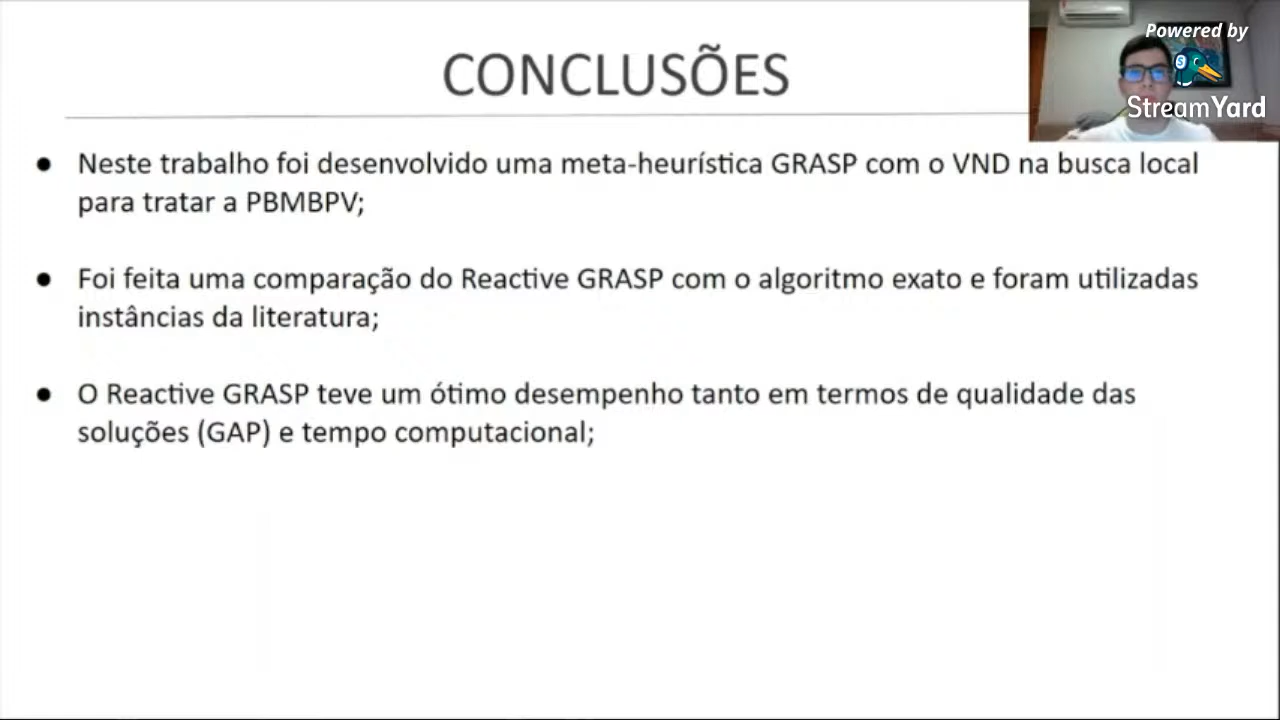 CONCLUSÕES
Powered by
StreamYard
● Neste trabalho foi desenvolvido uma meta-heurística GRASP com o VND na busca local
para tratar a PBMBPV;
● Foi feita uma comparação do Reactive GRASP com o algoritmo exato e foram utilizadas
instâncias da literatura;
● O Reactive GRASP teve um ótimo desempenho tanto em termos de qualidade das
soluções (GAP) e tempo computacional;